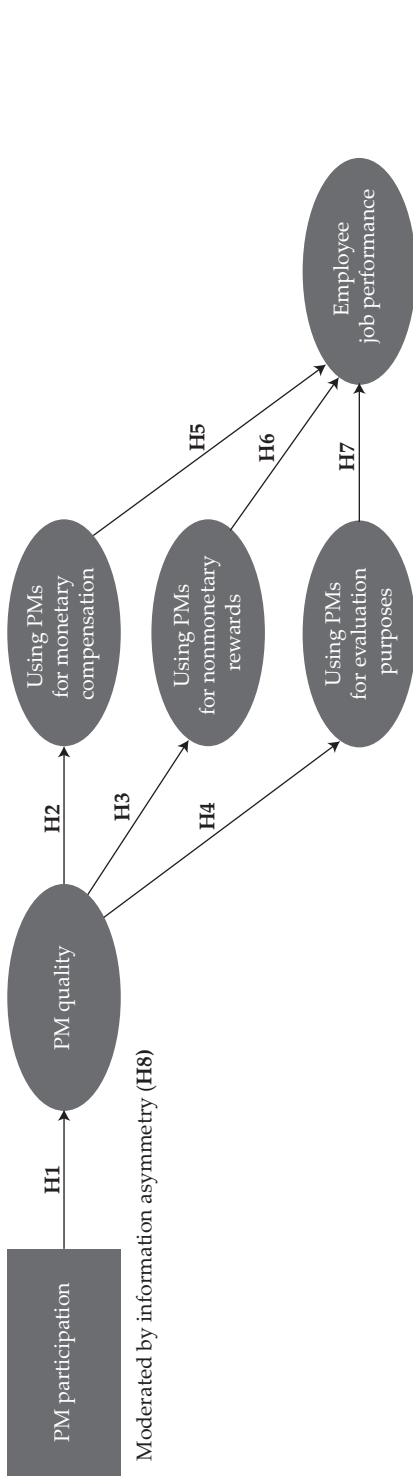 PM participation
H1
Moderated by information asymmetry (H8)
PM quality
H2
H3
H4
Using PMs
for monetary
compensation
Using PMs
for nonmonetary
rewards
Using PMs
for evaluation
purposes
H5
H6
H7
Employee
job performance